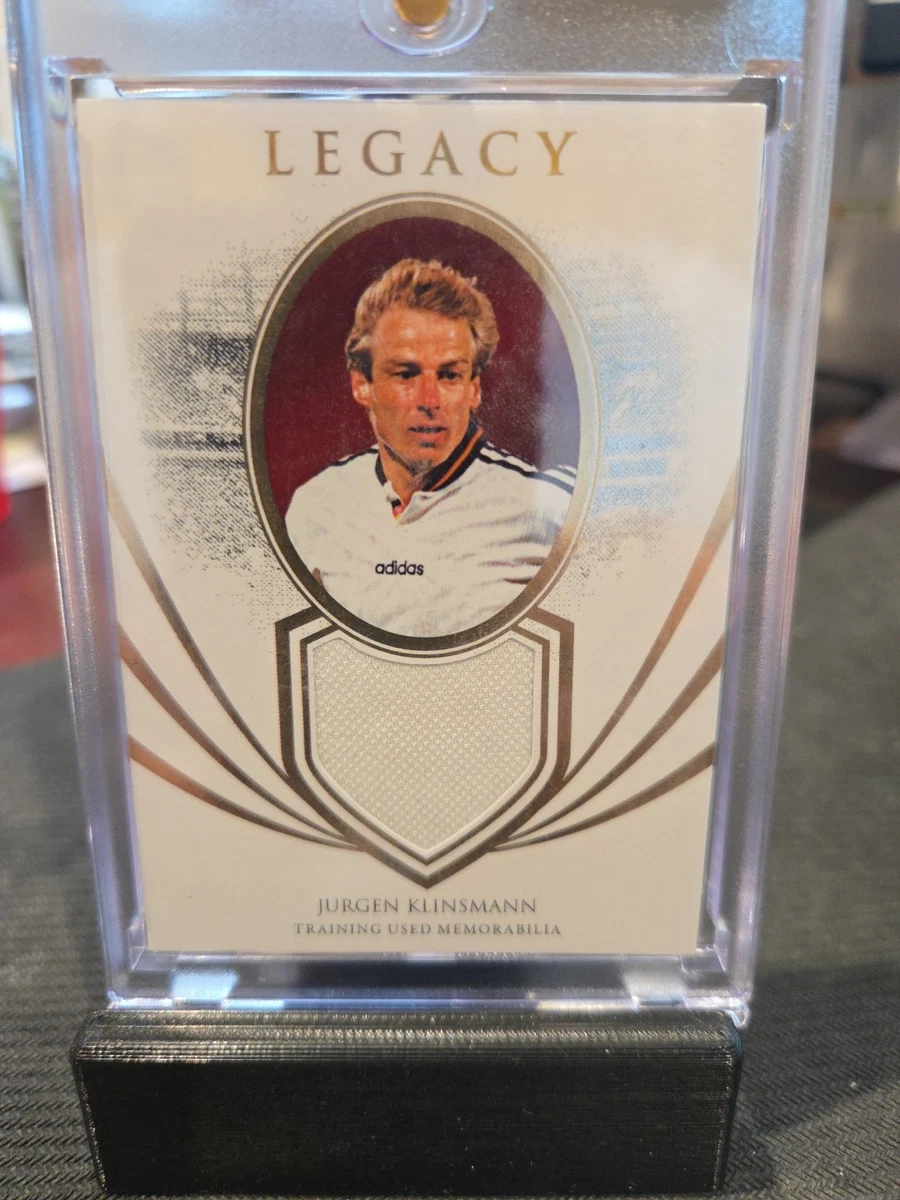 LEGACY
adidas
JURGEN KLINSMANN
TRAINING USED MEMORABILIA